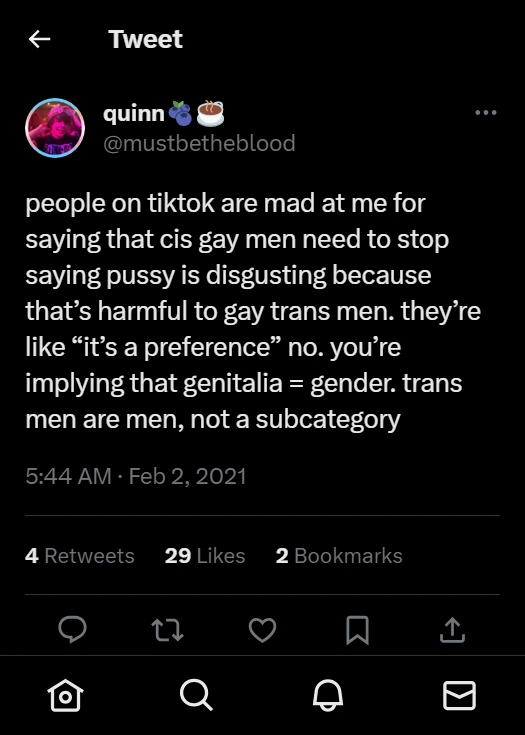 Tweet
quinn🫐☕
@mustbetheblood
people on tiktok are mad at me for
saying that cis gay men need to stop
saying pussy is disgusting because
that's harmful to gay trans men. they're
like “it's a preference” no. you're
implying that genitalia = gender. trans
men are men, not a subcategory
5:44 AM · Feb 2, 2021
4 Retweets 29 Likes 2 Bookmarks